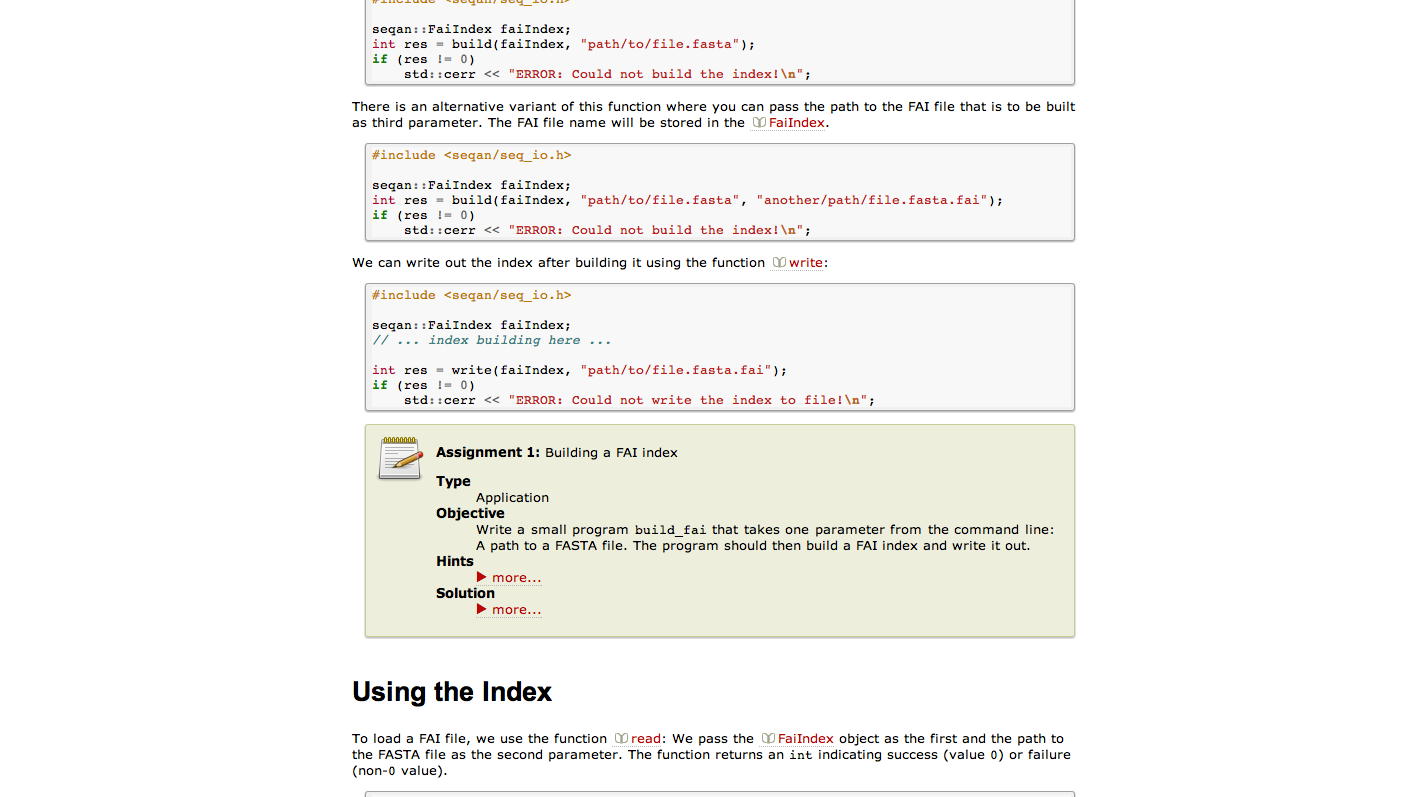 #include <seqan/seq_io.h>
seqan::FaiIndex faiIndex;
int res = build(faiIndex, "path/to/file.fasta");
if (res != 0)
    std::cerr << "ERROR: Could not build the index!\n";
There is an alternative variant of this function where you can pass the path to the FAI file that is to be built
as third parameter. The FAI file name will be stored in the FaiIndex.
#include <seqan/seq_io.h>
seqan::FaiIndex faiIndex;
int res = build(faiIndex, "path/to/file.fasta", "another/path/file.fasta.fai");
if (res != 0)
    std::cerr << "ERROR: Could not build the index!\n";
We can write out the index after building it using the function write:
#include <seqan/seq_io.h>
seqan::FaiIndex faiIndex;
// ... index building here ...
int res = write(faiIndex, "path/to/file.fasta.fai");
if (res != 0)
    std::cerr << "ERROR: Could not write the index to file!\n";
Assignment 1: Building a FAI index
Type
Application
Objective
Write a small program build_fai that takes one parameter from the command line:
A path to a FASTA file. The program should then build a FAI index and write it out.
Hints
more...
Solution
more...
Using the Index
To load a FAI file, we use the function read: We pass the FaiIndex object as the first and the path to
the FASTA file as the second parameter. The function returns an int indicating success (value 0) or failure
(non-0 value).